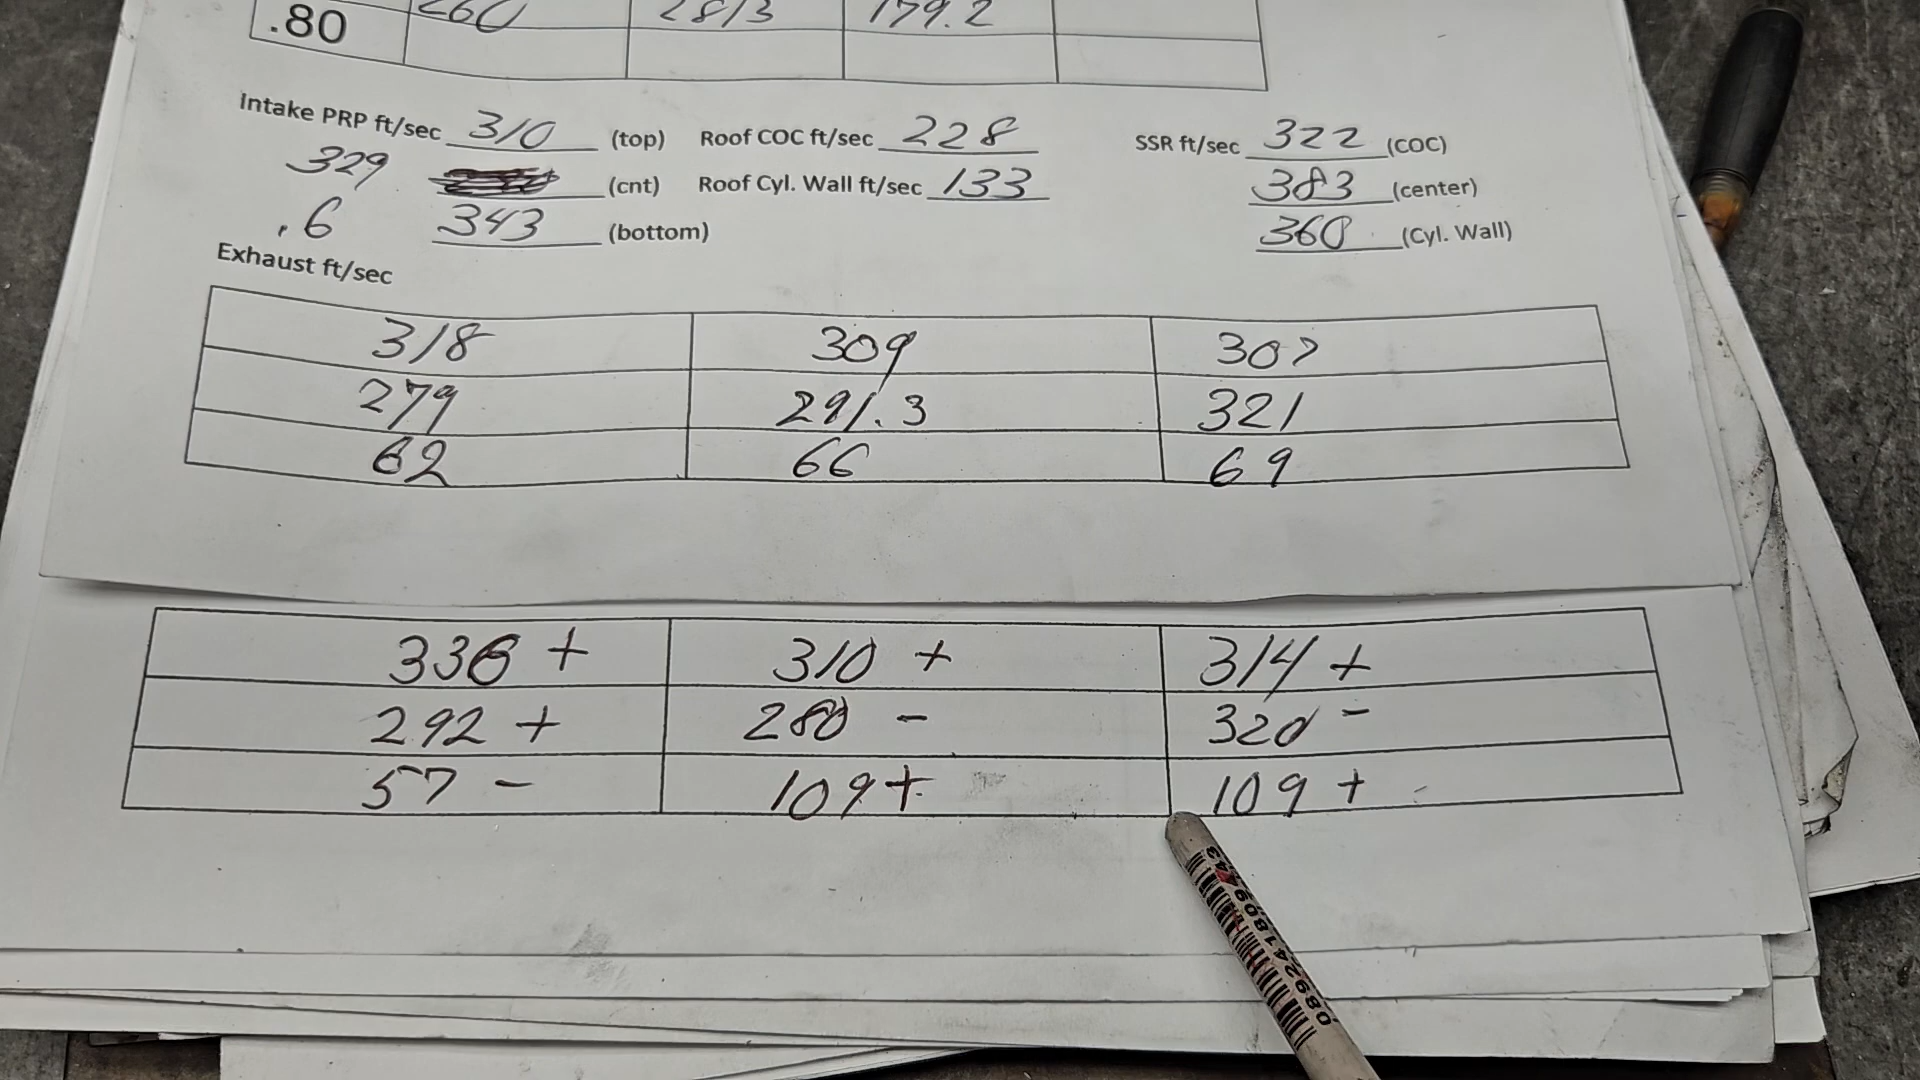 .80 260 2813 179.2
Intake PRP ft/sec 310 (top) Roof COC ft/sec 228 SSR ft/sec 322 (COC)
329 (cnt) Roof Cyl. Wall ft/sec 133 383 (center)
.6 343 (bottom) 360 (Cyl. Wall)
Exhaust ft/sec
318 309 307
279 291.3 321
62 66 69
336 + 310 + 314 +
292 + 280 - 320 -
57 - 109 + 109 +